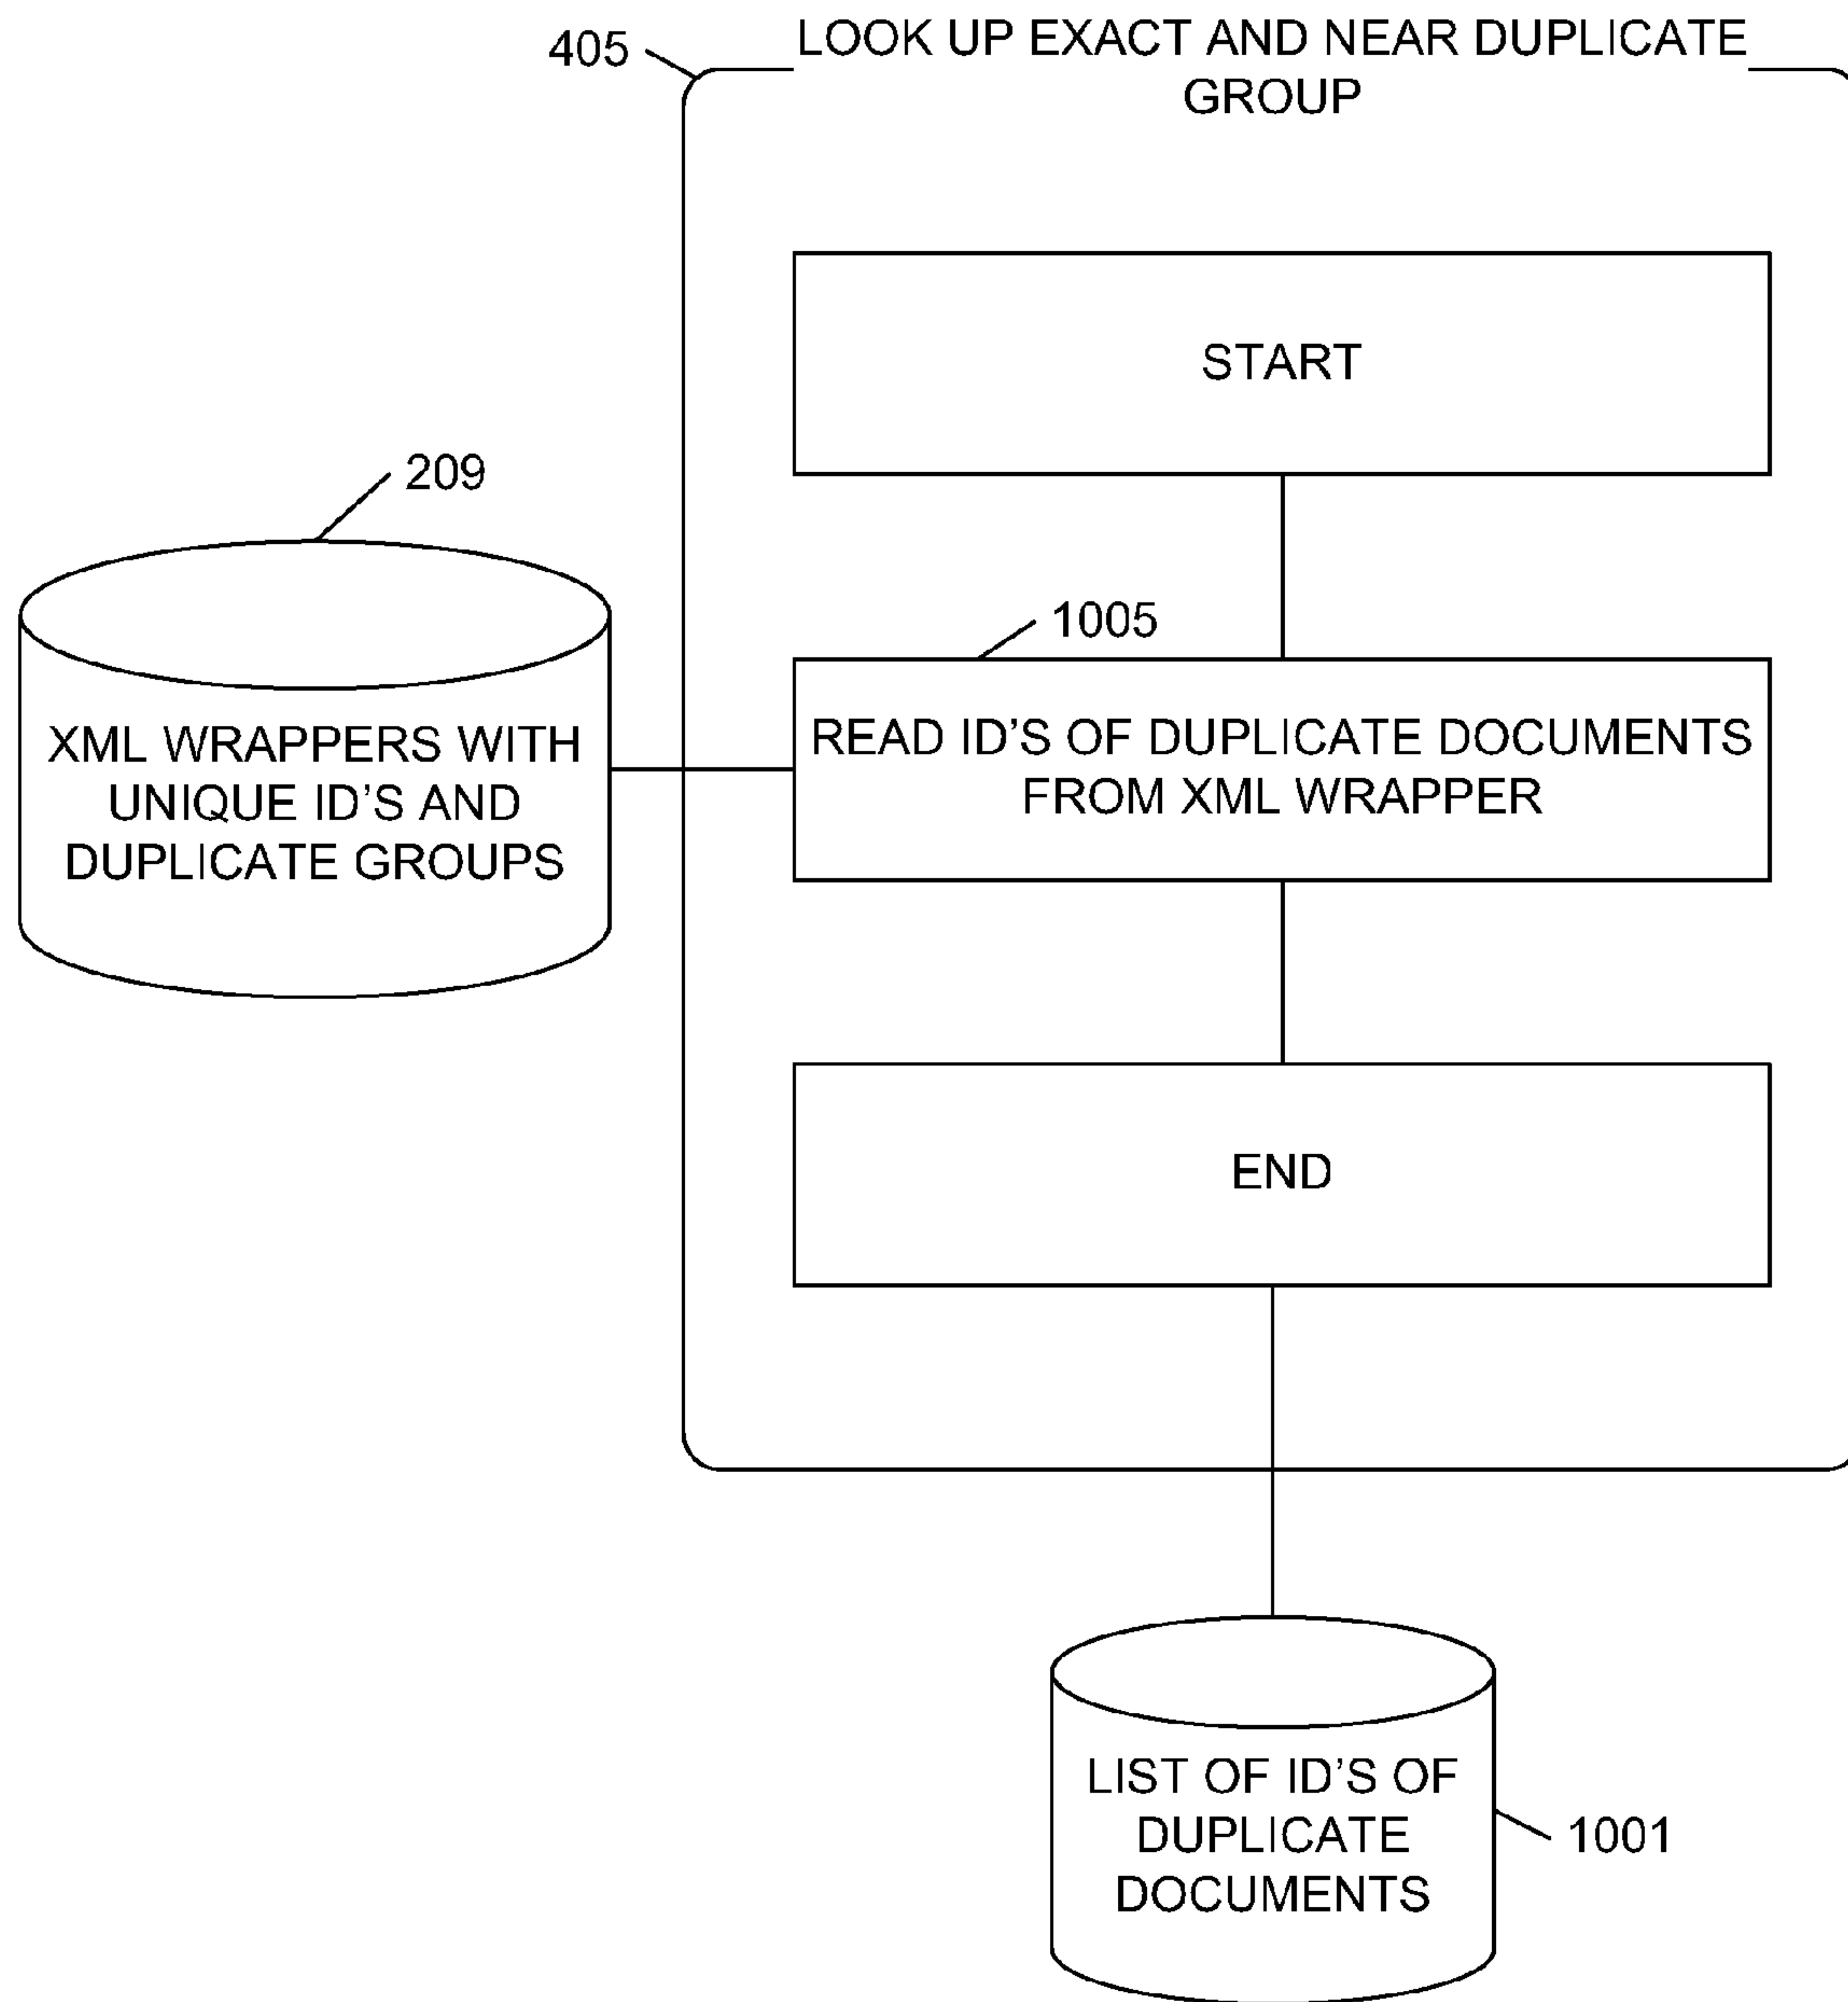 405
LOOK UP EXACT AND NEAR DUPLICATE
GROUP
START
209
XML WRAPPERS WITH
UNIQUE ID'S AND
DUPLICATE GROUPS
1005
READ ID'S OF DUPLICATE DOCUMENTS
FROM XML WRAPPER
END
LIST OF ID'S OF
DUPLICATE
DOCUMENTS
1001